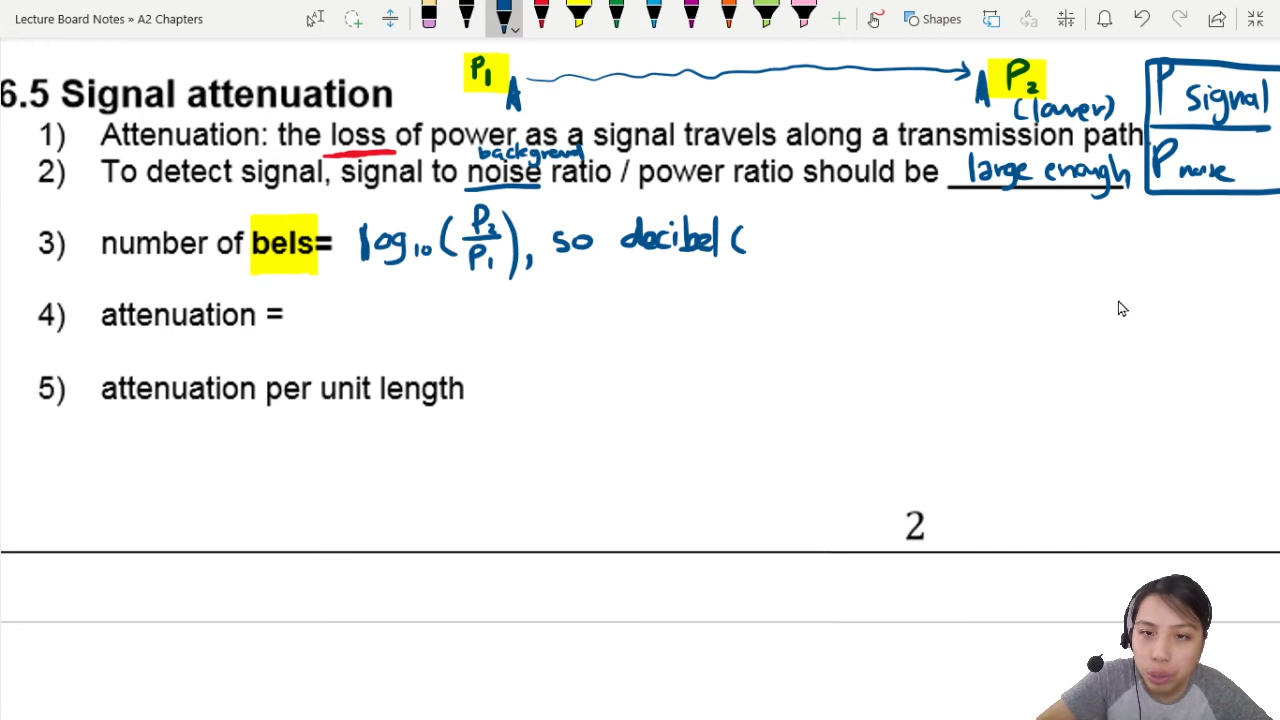 Lecture Board Notes » A2 Chapters
Shapes
P1
P2
(lower)
P signal
P noise
6.5 Signal attenuation
1) Attenuation: the loss of power as a signal travels along a transmission path
background
2) To detect signal, signal to noise ratio / power ratio should be large enough
3) number of bels= log10 (P2/P1), so decibel (
4) attenuation =
5) attenuation per unit length
2